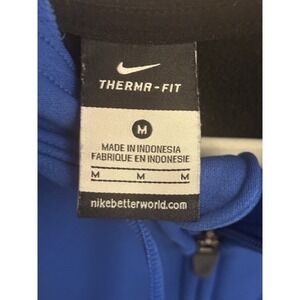 THERMA-FIT
M
MADE IN INDONESIA
FABRIQUE EN INDONESIE
M M M
nikebetterworld.com